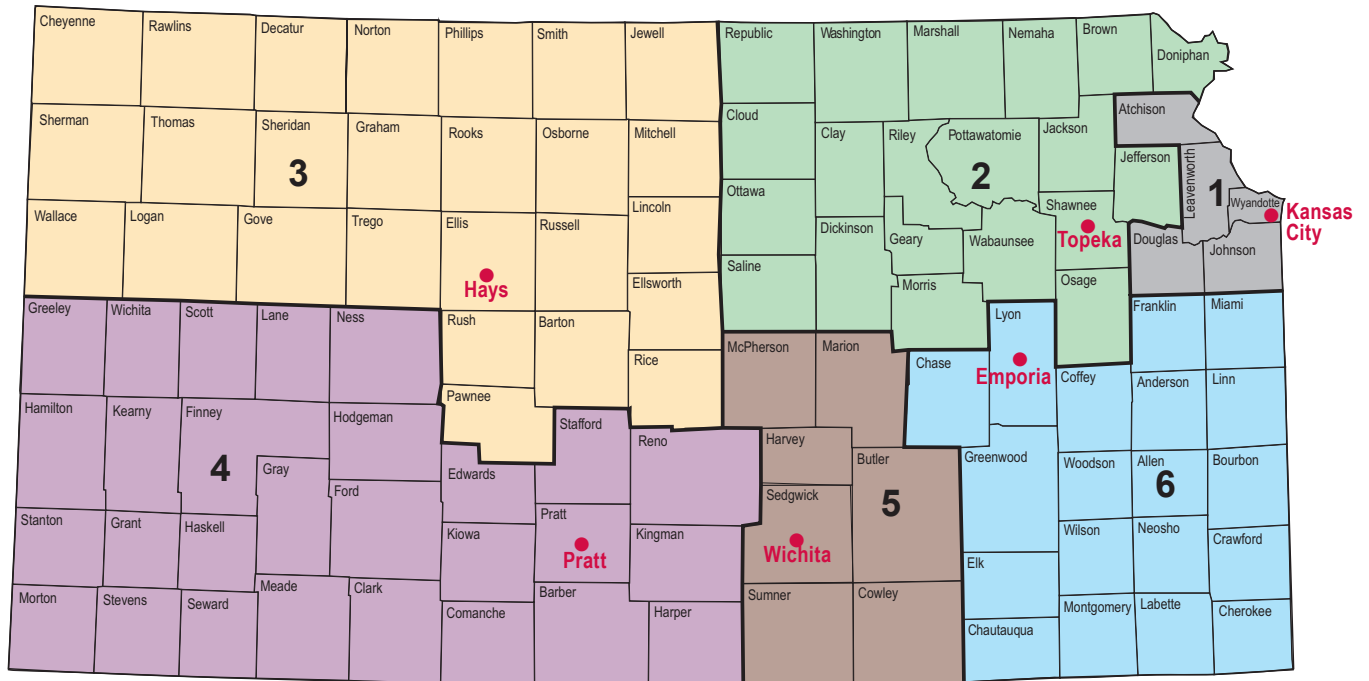 Cheyenne
Rawlins
Decatur
Norton
Phillips
Smith
Jewell
Republic
Washington
Marshall
Nemaha
Brown
Doniphan
Sherman
Thomas
Sheridan
Graham
Rooks
Osborne
Mitchell
Cloud
Clay
Riley
Pottawatomie
Jackson
Atchison
Jefferson
Leavenworth
1
Wyandotte
Kansas
City
3
2
Wallace
Logan
Gove
Trego
Ellis
Russell
Lincoln
Ottawa
Dickinson
Geary
Wabaunsee
Shawnee
Topeka
Douglas
Johnson
Hays
Ellsworth
Saline
Morris
Osage
Greeley
Wichita
Scott
Lane
Ness
Rush
Barton
Rice
McPherson
Marion
Chase
Lyon
Emporia
Franklin
Miami
Coffey
Anderson
Linn
Hamilton
Kearny
Finney
Hodgeman
Pawnee
Stafford
Reno
Harvey
Butler
Greenwood
Woodson
Allen
Bourbon
4
Gray
Ford
Edwards
Sedgwick
5
6
Stanton
Grant
Haskell
Kiowa
Pratt
Pratt
Kingman
Wichita
Elk
Wilson
Neosho
Crawford
Morton
Stevens
Seward
Meade
Clark
Comanche
Barber
Harper
Sumner
Cowley
Chautauqua
Montgomery
Labette
Cherokee